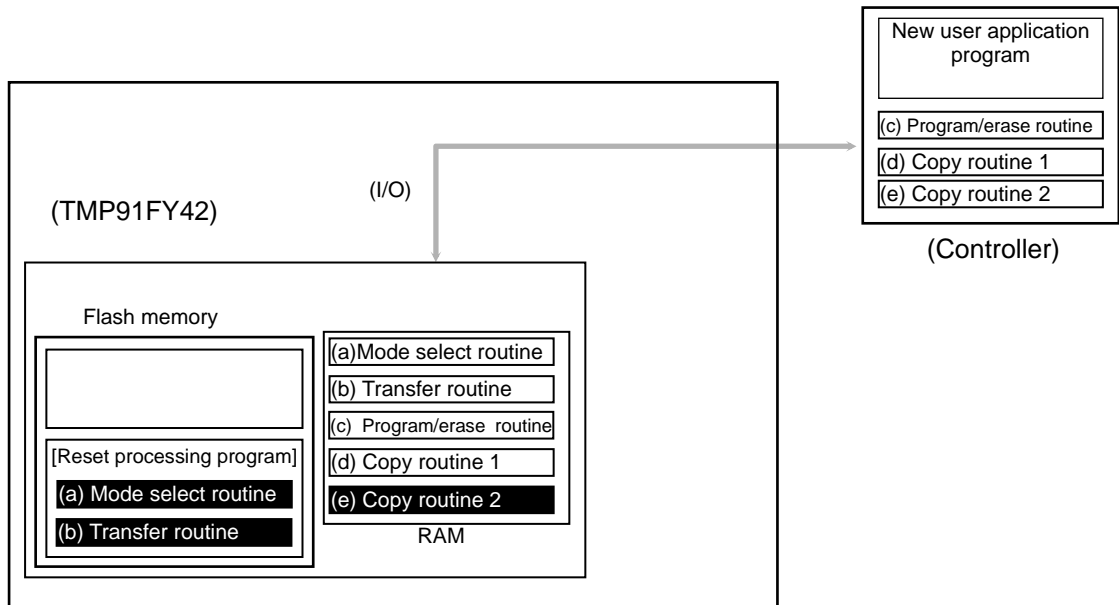 New user application
program
(c) Program/erase routine
(d) Copy routine 1
(e) Copy routine 2
(Controller)
(I/O)
(TMP91FY42)
Flash memory
[Reset processing program]
(a) Mode select routine
(b) Transfer routine
(a)Mode select routine
(b) Transfer routine
(c) Program/erase routine
(d) Copy routine 1
(e) Copy routine 2
RAM